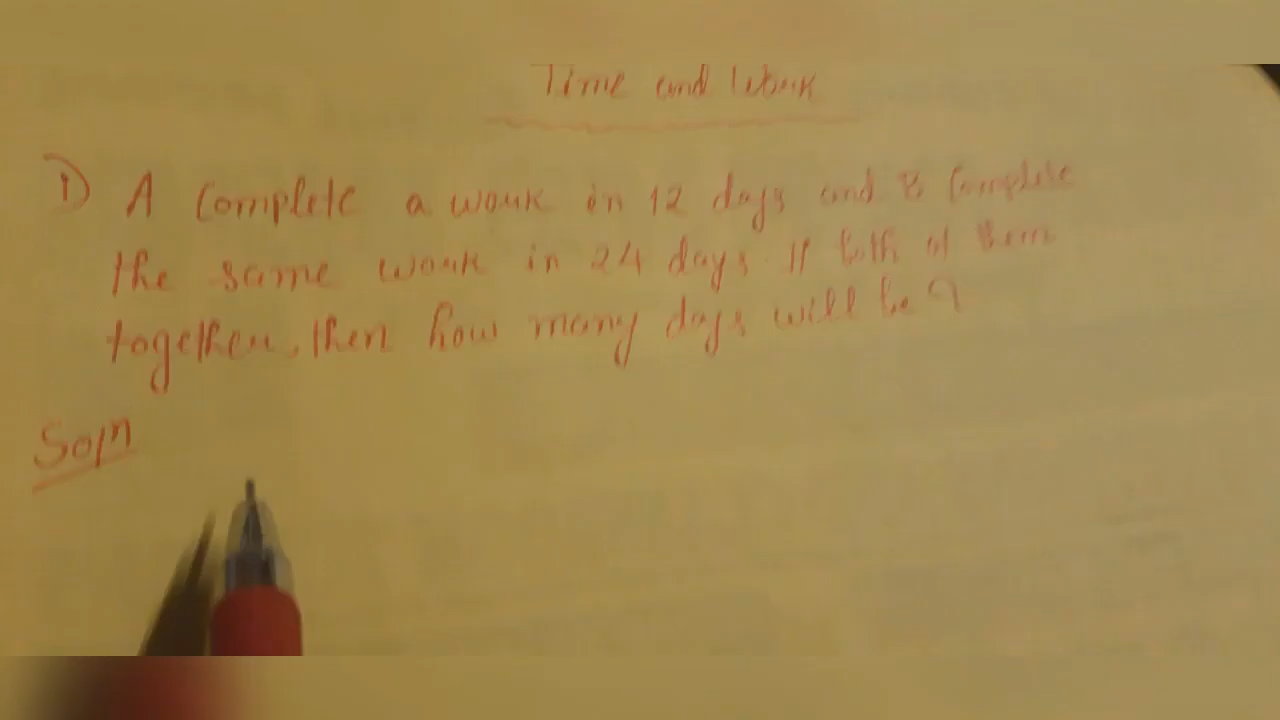 Time and Work
1) A Complete a work in 12 days and B Complete
the same work in 24 days If both of them
together, then how many days will be ?
Soln